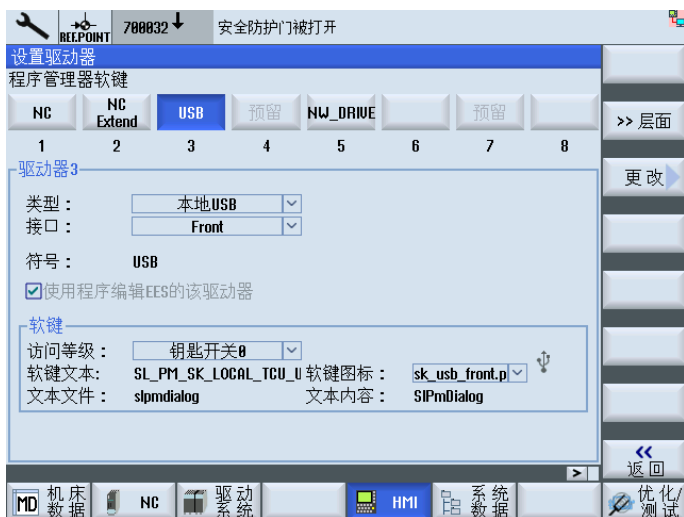 REF.POINT 700032 安全防护门被打开
设置驱动器
程序管理器软键
NC NC Extend USB 预留 NW_DRIVE 预留
>> 层面
1 2 3 4 5 6 7 8
驱动器3
更改
类型： 本地USB
接口： Front
符号： USB
使用程序编辑EES的该驱动器
软键
访问等级： 钥匙开关0
软键文本: SL_PM_SK_LOCAL_TCU_U 软键图标： sk_usb_front.p
文本文件： slpmdialog 文本内容： SlPmDialog
<<
返回
>
MD 机床数据 NC 驱动系统 HMI 系统数据 优化/测试